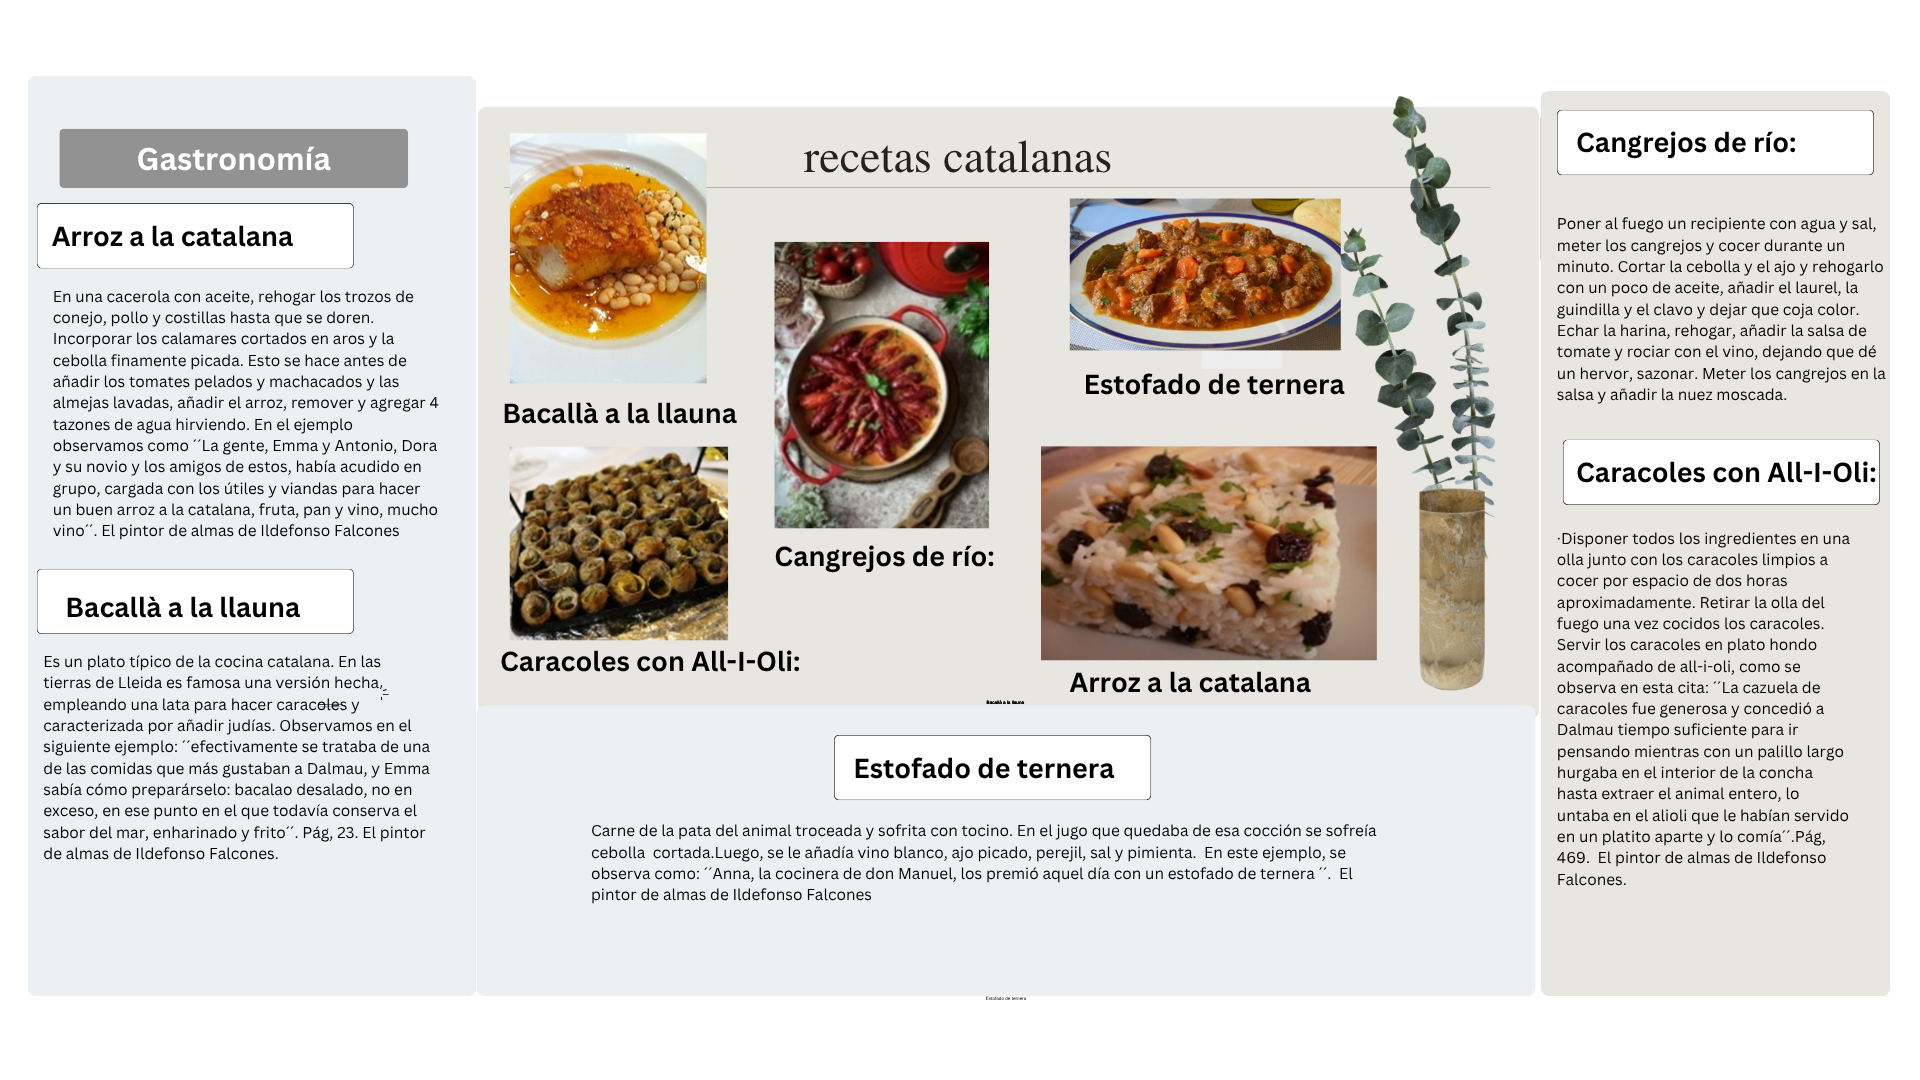 Gastronomía
Arroz a la catalana
En una cacerola con aceite, rehogar los trozos de
conejo, pollo y costillas hasta que se doren.
Incorporar los calamares cortados en aros y la
cebolla finamente picada. Esto se hace antes de
añadir los tomates pelados y machacados y las
almejas lavadas, añadir el arroz, remover y agregar 4
tazones de agua hirviendo. En el ejemplo
observamos como ´´La gente, Emma y Antonio, Dora
y su novio y los amigos de estos, había acudido en
grupo, cargada con los útiles y viandas para hacer
un buen arroz a la catalana, fruta, pan y vino, mucho
vino´´. El pintor de almas de Ildefonso Falcones
Bacallà a la llauna
Es un plato típico de la cocina catalana. En las
tierras de Lleida es famosa una versión hecha,
empleando una lata para hacer caracoles y
caracterizada por añadir judías. Observamos en el
siguiente ejemplo: ´´efectivamente se trataba de una
de las comidas que más gustaban a Dalmau, y Emma
sabía cómo preparárselo: bacalao desalado, no en
exceso, en ese punto en el que todavía conserva el
sabor del mar, enharinado y frito´´. Pág, 23. El pintor
de almas de Ildefonso Falcones.
recetas catalanas
Bacallà a la llauna
Cangrejos de río:
Estofado de ternera
Caracoles con All-I-Oli:
Arroz a la catalana
Bacallà a la llauna
Estofado de ternera
Carne de la pata del animal troceada y sofrita con tocino. En el jugo que quedaba de esa cocción se sofreía
cebolla  cortada.Luego, se le añadía vino blanco, ajo picado, perejil, sal y pimienta.  En este ejemplo, se
observa como: ´´Anna, la cocinera de don Manuel, los premió aquel día con un estofado de ternera ´´.  El
pintor de almas de Ildefonso Falcones
Estofado de ternera
Cangrejos de río:
Poner al fuego un recipiente con agua y sal,
meter los cangrejos y cocer durante un
minuto. Cortar la cebolla y el ajo y rehogarlo
con un poco de aceite, añadir el laurel, la
guindilla y el clavo y dejar que coja color.
Echar la harina, rehogar, añadir la salsa de
tomate y rociar con el vino, dejando que dé
un hervor, sazonar. Meter los cangrejos en la
salsa y añadir la nuez moscada.
Caracoles con All-I-Oli:
·Disponer todos los ingredientes en una
olla junto con los caracoles limpios a
cocer por espacio de dos horas
aproximadamente. Retirar la olla del
fuego una vez cocidos los caracoles.
Servir los caracoles en plato hondo
acompañado de all-i-oli, como se
observa en esta cita: ´´La cazuela de
caracoles fue generosa y concedió a
Dalmau tiempo suficiente para ir
pensando mientras con un palillo largo
hurgaba en el interior de la concha
hasta extraer el animal entero, lo
untaba en el alioli que le habían servido
en un platito aparte y lo comía´´.Pág,
469.  El pintor de almas de Ildefonso
Falcones.